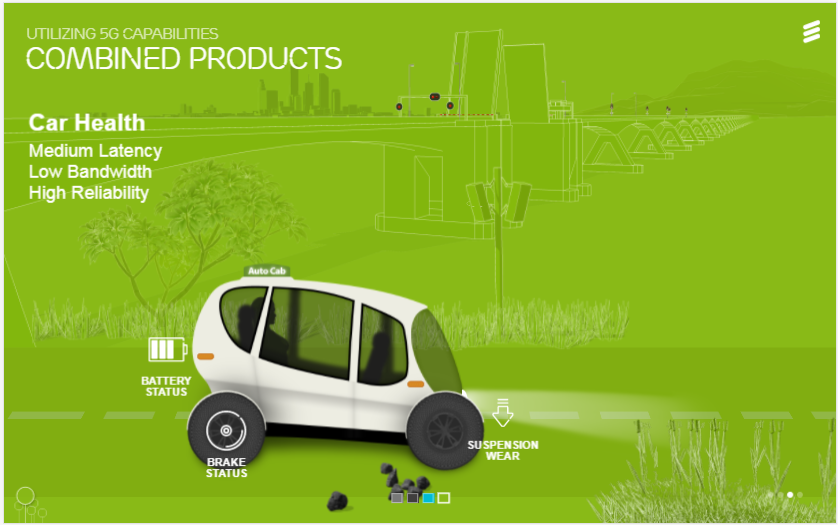 UTILIZING 5G CAPABILITIES
COMBINED PRODUCTS
Car Health
Medium Latency
Low Bandwidth
High Reliability
Auto Cab
BATTERY
STATUS
BRAKE
STATUS
SUSPENSION
WEAR